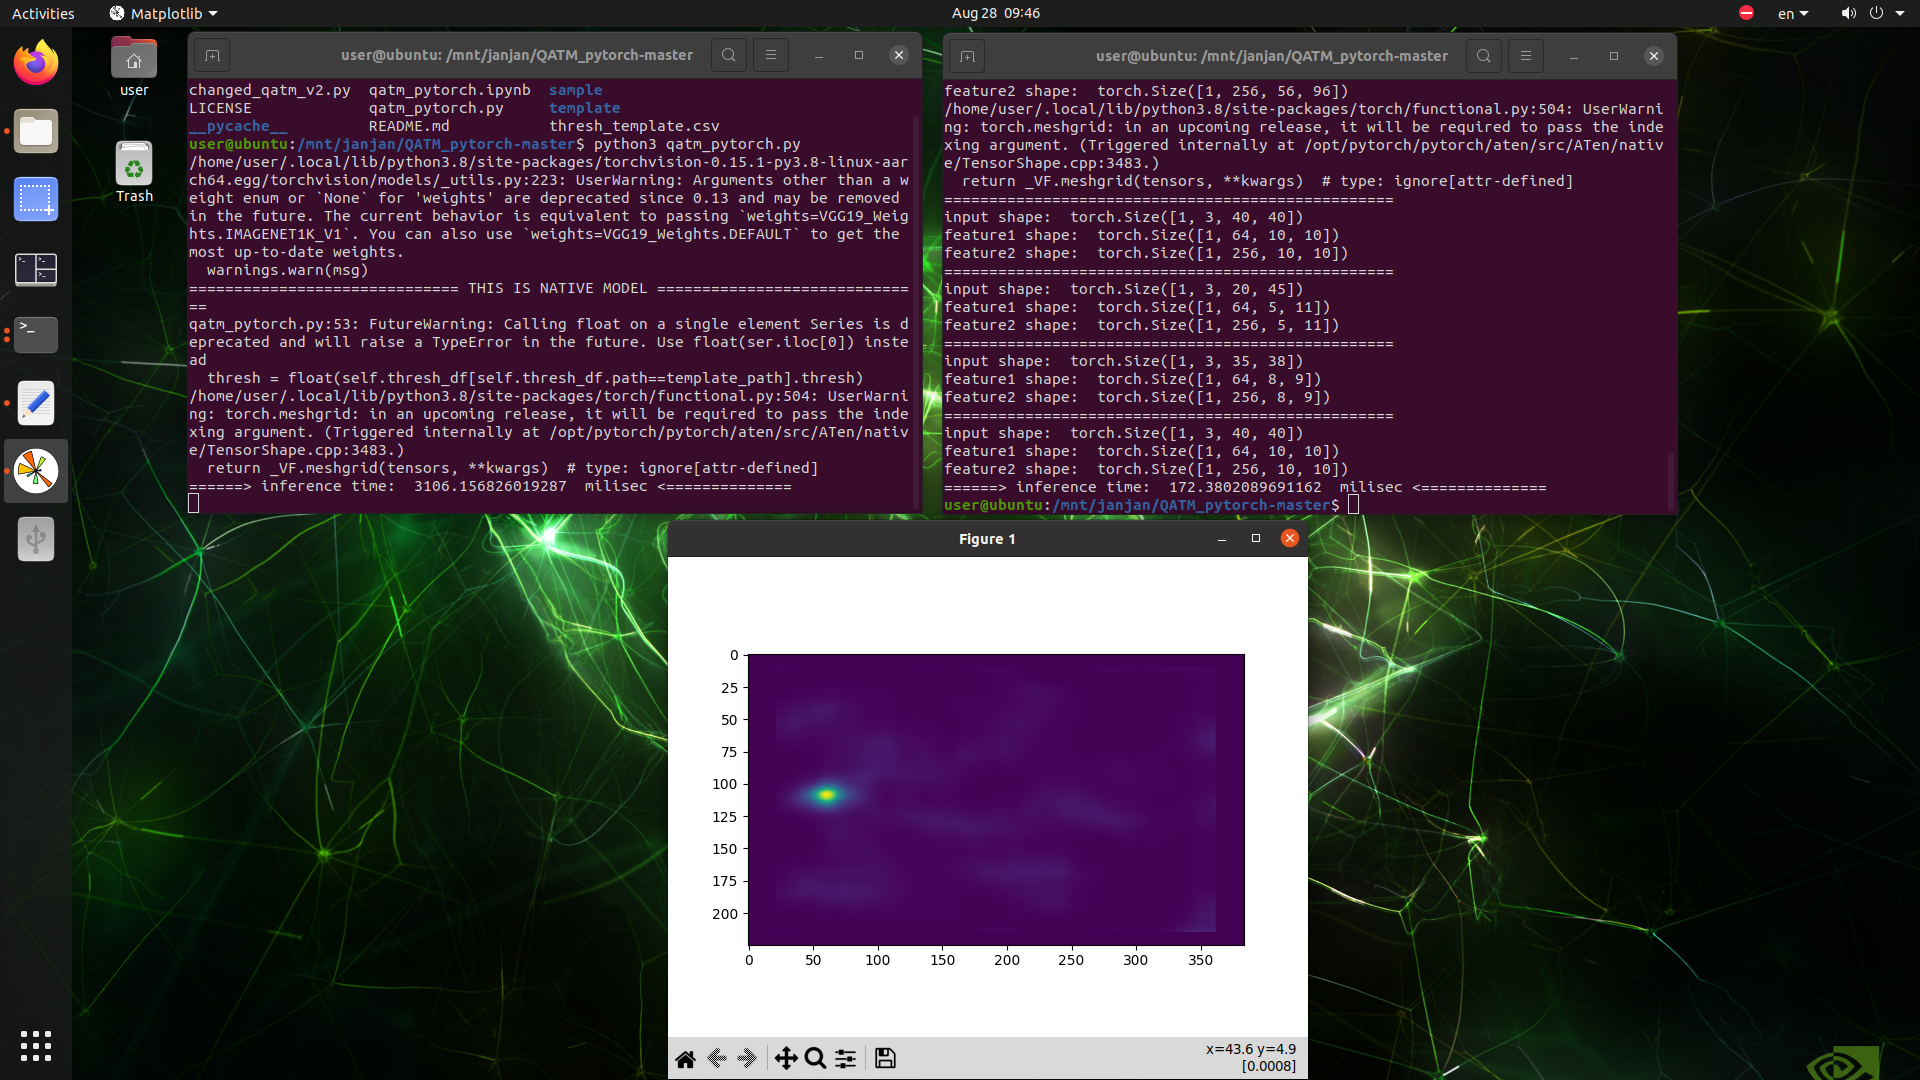 Activities
Matplotlib
Aug 28 09:46
en
user
Trash
user@ubuntu: /mnt/janjan/QATM_pytorch-master
changed_qatm_v2.py  qatm_pytorch.ipynb  sample
LICENSE             qatm_pytorch.py     template
__pycache__         README.md           thresh_template.csv
user@ubuntu:/mnt/janjan/QATM_pytorch-master$ python3 qatm_pytorch.py
/home/user/.local/lib/python3.8/site-packages/torchvision-0.15.1-py3.8-linux-aar
ch64.egg/torchvision/models/_utils.py:223: UserWarning: Arguments other than a w
eight enum or `None` for 'weights' are deprecated since 0.13 and may be removed
in the future. The current behavior is equivalent to passing `weights=VGG19_Weig
hts.IMAGENET1K_V1`. You can also use `weights=VGG19_Weights.DEFAULT` to get the
most up-to-date weights.
  warnings.warn(msg)
============================== THIS IS NATIVE MODEL ============================
==
qatm_pytorch.py:53: FutureWarning: Calling float on a single element Series is d
eprecated and will raise a TypeError in the future. Use float(ser.iloc[0]) inste
ad
  thresh = float(self.thresh_df[self.thresh_df.path==template_path].thresh)
/home/user/.local/lib/python3.8/site-packages/torch/functional.py:504: UserWarni
ng: torch.meshgrid: in an upcoming release, it will be required to pass the inde
xing argument. (Triggered internally at /opt/pytorch/pytorch/aten/src/ATen/nativ
e/TensorShape.cpp:3483.)
  return _VF.meshgrid(tensors, **kwargs)  # type: ignore[attr-defined]
======> inference time:  3106.156826019287  milisec <==============
user@ubuntu: /mnt/janjan/QATM_pytorch-master
feature2 shape:  torch.Size([1, 256, 56, 96])
/home/user/.local/lib/python3.8/site-packages/torch/functional.py:504: UserWarni
ng: torch.meshgrid: in an upcoming release, it will be required to pass the inde
xing argument. (Triggered internally at /opt/pytorch/pytorch/aten/src/ATen/nativ
e/TensorShape.cpp:3483.)
  return _VF.meshgrid(tensors, **kwargs)  # type: ignore[attr-defined]
==================================================
input shape:  torch.Size([1, 3, 40, 40])
feature1 shape:  torch.Size([1, 64, 10, 10])
feature2 shape:  torch.Size([1, 256, 10, 10])
==================================================
input shape:  torch.Size([1, 3, 20, 45])
feature1 shape:  torch.Size([1, 64, 5, 11])
feature2 shape:  torch.Size([1, 256, 5, 11])
==================================================
input shape:  torch.Size([1, 3, 35, 38])
feature1 shape:  torch.Size([1, 64, 8, 9])
feature2 shape:  torch.Size([1, 256, 8, 9])
==================================================
input shape:  torch.Size([1, 3, 40, 40])
feature1 shape:  torch.Size([1, 64, 10, 10])
feature2 shape:  torch.Size([1, 256, 10, 10])
======> inference time:  172.3802089691162  milisec <==============
user@ubuntu:/mnt/janjan/QATM_pytorch-master$
Figure 1
0
25
50
75
100
125
150
175
200
0 50 100 150 200 250 300 350
x=43.6 y=4.9
[0.0008]